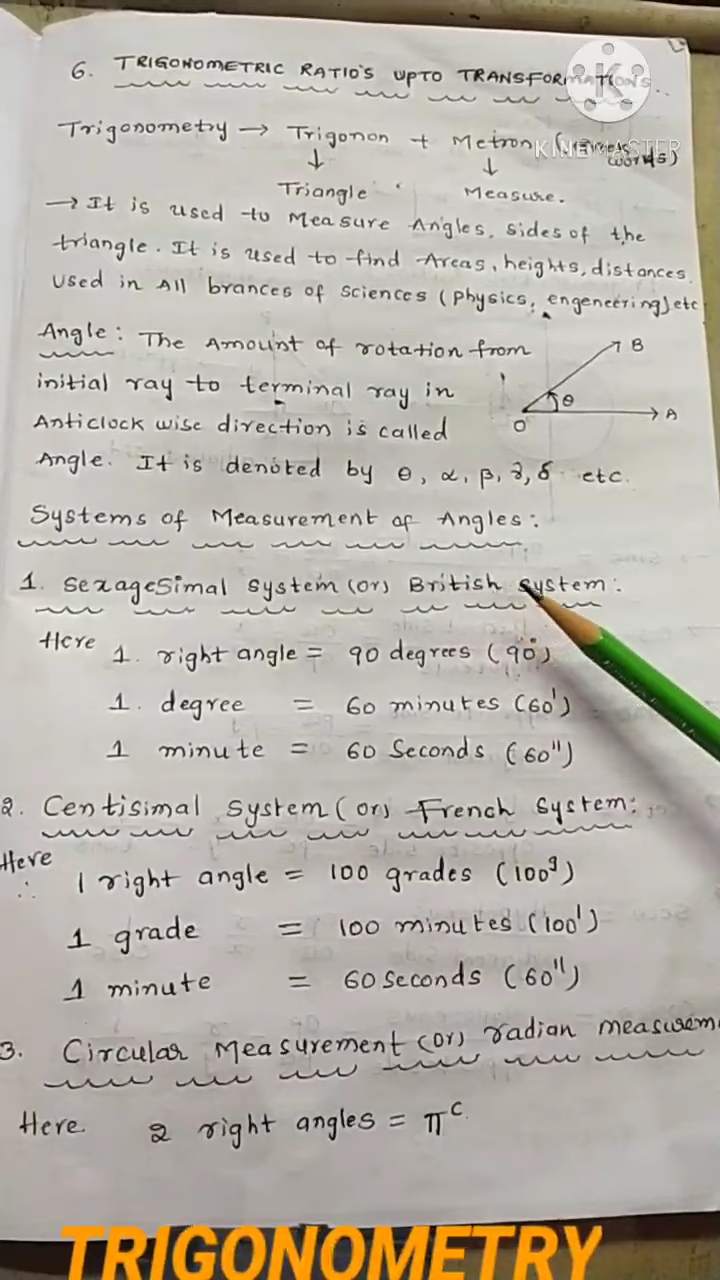 6. TRIGONOMETRIC RATIO'S UPTO TRANSFORMATIONS
K
KINEMASTER
Trigonometry → Trigonon + Metron (Greek words)
↓ ↓
Triangle Measure.
→ It is used to Measure Angles, sides of the
triangle. It is used to find Areas, heights, distances
used in All brances of sciences (physics, engeneering) etc
Angle: The Amount of rotation from
initial ray to terminal ray in
Anticlock wise direction is called
Angle. It is denoted by θ, α, β, γ, δ etc.
B
θ
O
A
Systems of Measurement of Angles:
1. Sexagesimal System (or) British System:
Here 1. right angle = 90 degrees (90°)
1. degree = 60 minutes (60')
1 minute = 60 Seconds (60")
2. Centisimal System (or) French System:
Here
∴ 1 right angle = 100 grades (100ᵍ)
1 grade = 100 minutes (100')
1 minute = 60 seconds (60")
3. Circular Measurement (or) radian measurem
Here 2 right angles = πᶜ
TRIGONOMETRY